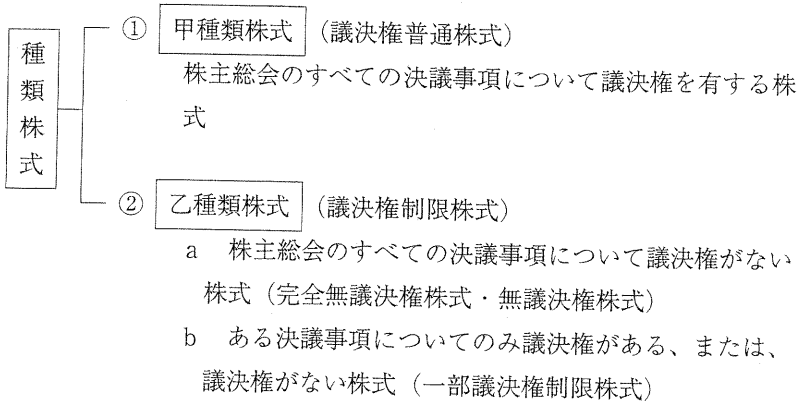 種類株式
① 甲種類株式 (議決権普通株式)
株主総会のすべての決議事項について議決権を有する株
式
② 乙種類株式 (議決権制限株式)
a 株主総会のすべての決議事項について議決権がない
株式 (完全無議決権株式・無議決権株式)
b ある決議事項についてのみ議決権がある、または、
議決権がない株式 (一部議決権制限株式)